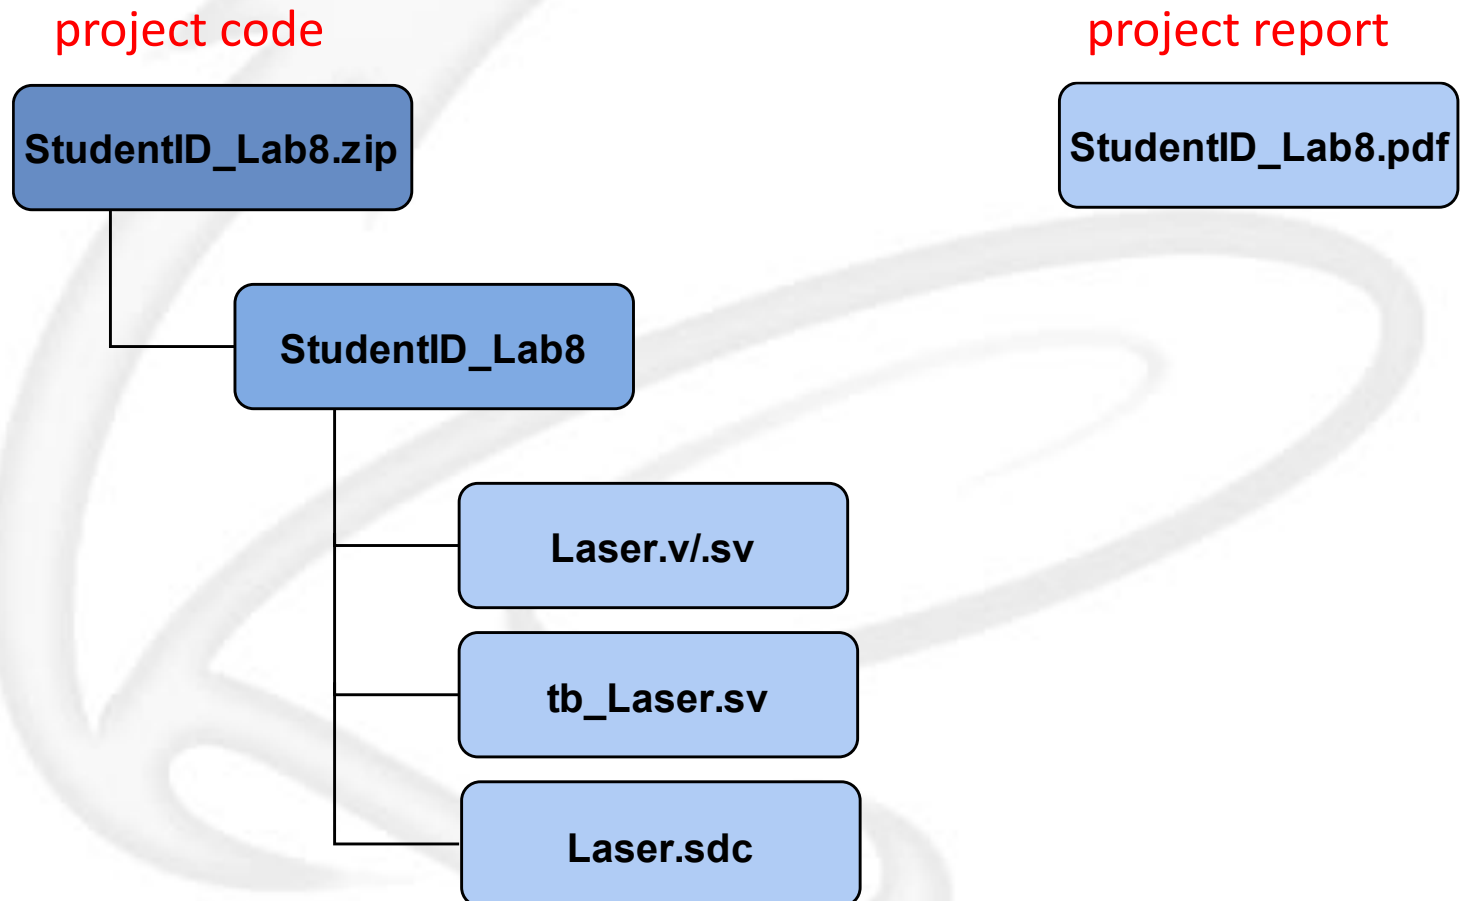 project code
project report
StudentID_Lab8.zip
StudentID_Lab8.pdf
StudentID_Lab8
Laser.v/.sv
tb_Laser.sv
Laser.sdc